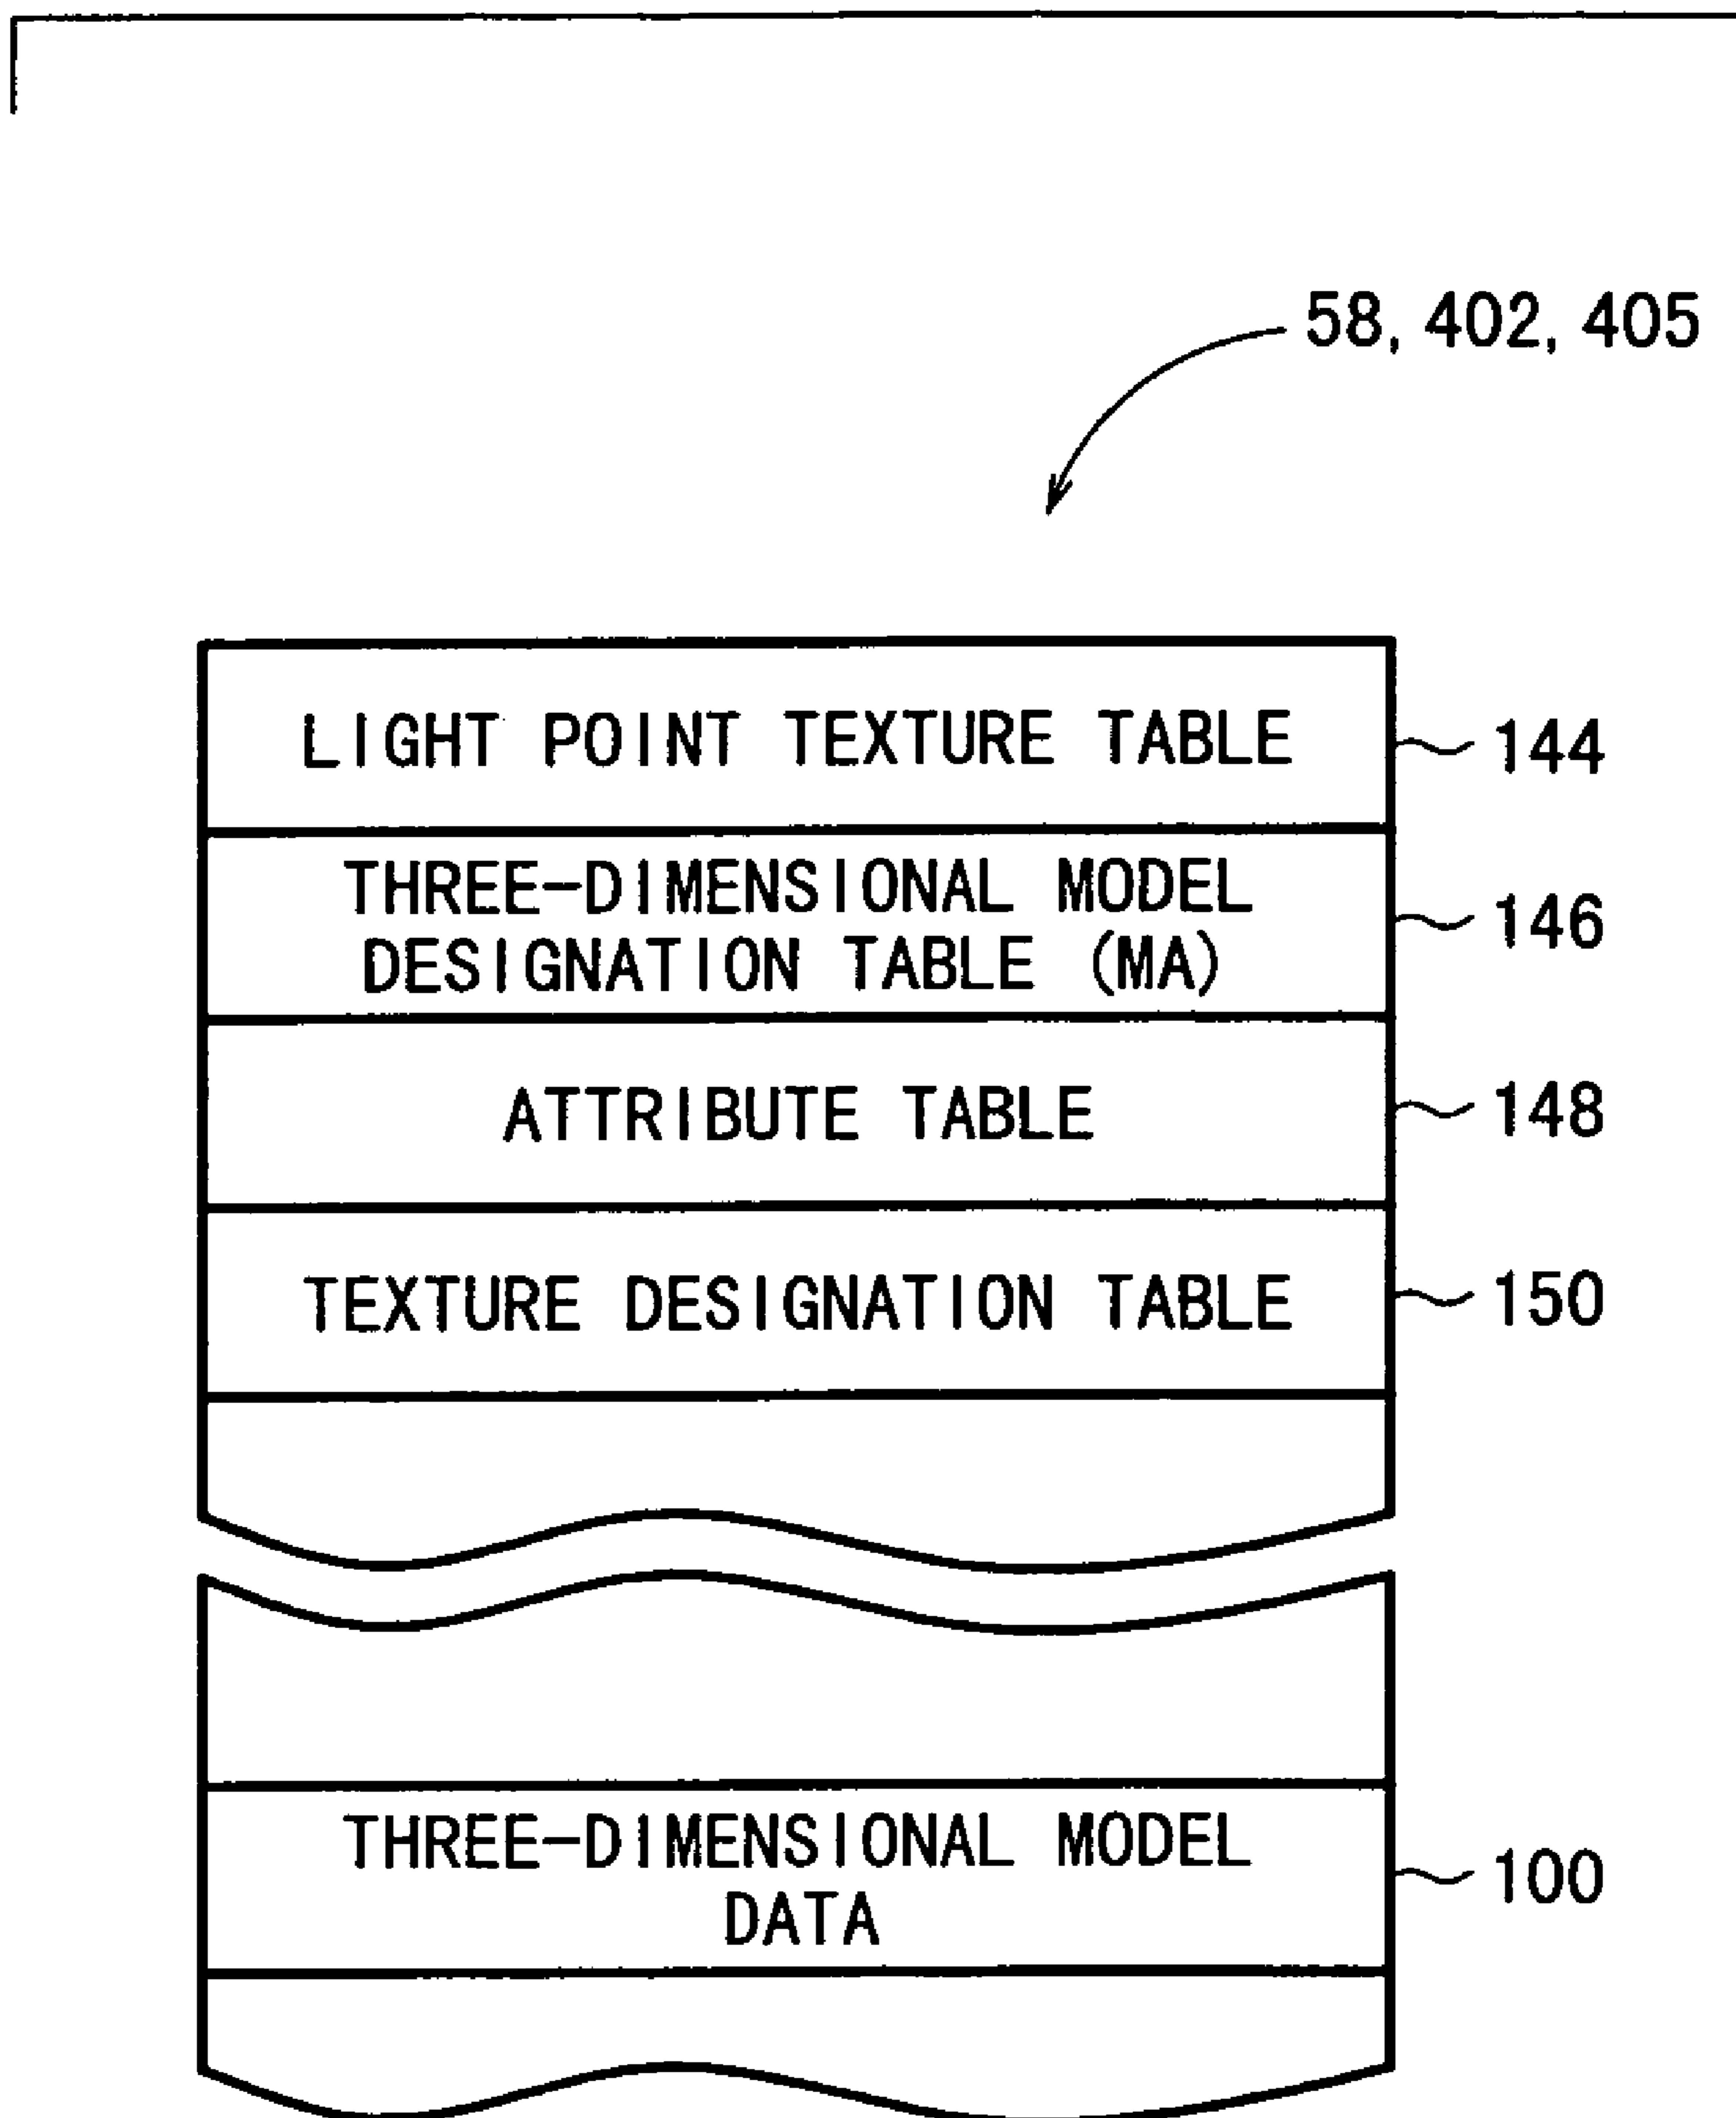 58, 402, 405
LIGHT POINT TEXTURE TABLE
144
THREE-DIMENSIONAL MODEL
DESIGNATION TABLE (MA)
146
ATTRIBUTE TABLE
148
TEXTURE DESIGNATION TABLE
150
THREE-DIMENSIONAL MODEL
DATA
100